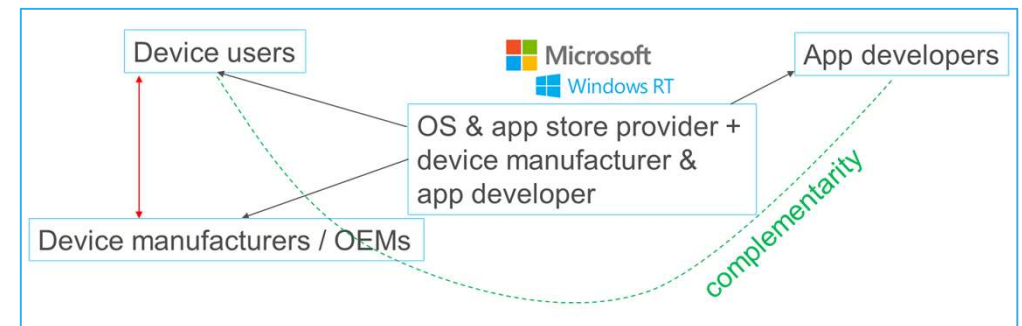 Device users
Microsoft
Windows RT
App developers
OS & app store provider +
device manufacturer &
app developer
Device manufacturers / OEMs
complementarity